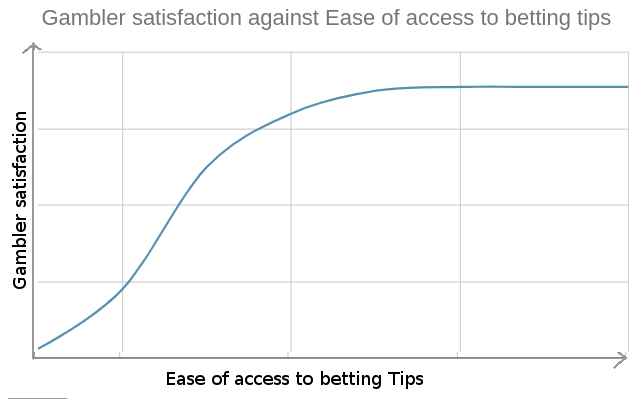 Gambler satisfaction against Ease of access to betting tips
Gambler satisfaction
Ease of access to betting Tips